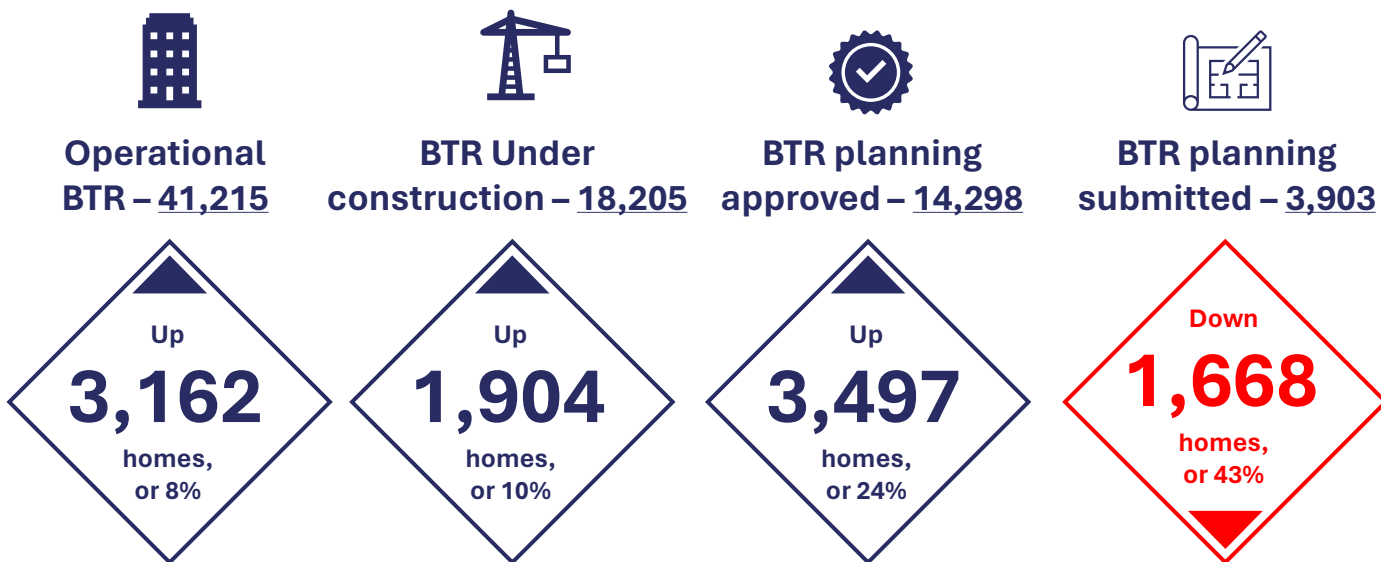 Operational
BTR – 41,215
BTR Under
construction – 18,205
BTR planning
approved – 14,298
BTR planning
submitted – 3,903
Up
3,162
homes,
or 8%
Up
1,904
homes,
or 10%
Up
3,497
homes,
or 24%
Down
1,668
homes,
or 43%